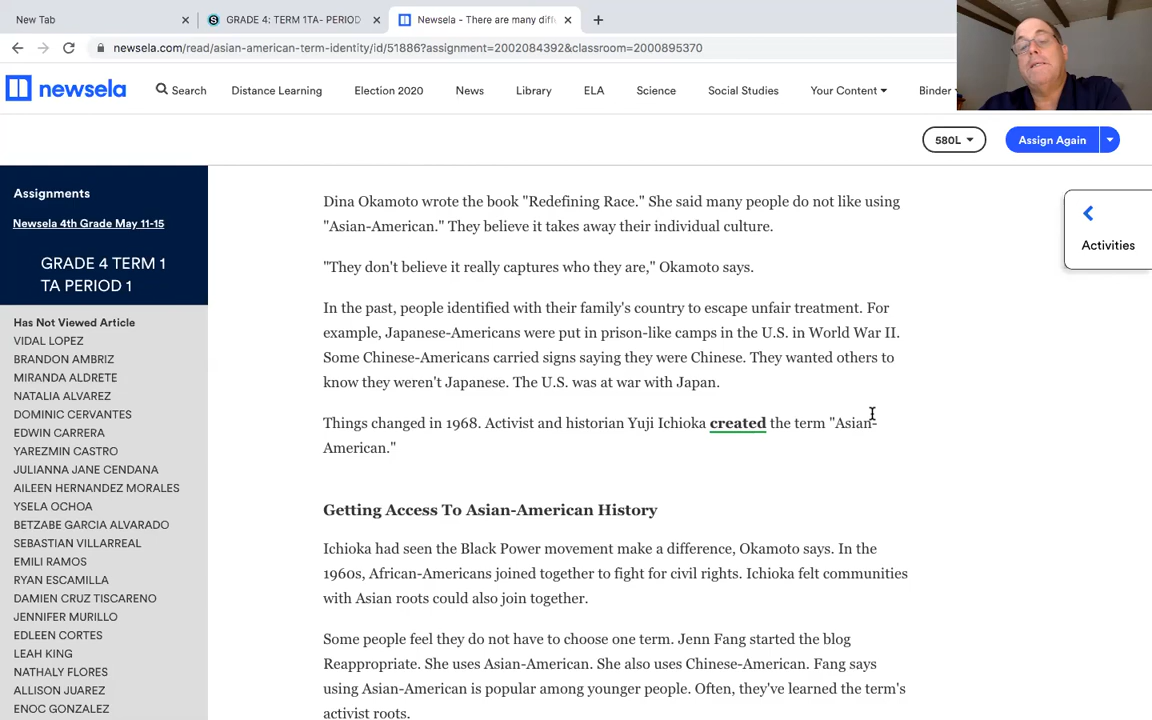 New Tab
GRADE 4: TERM 1TA- PERIOD
Newsela - There are many diff
newsela.com/read/asian-american-term-identity/id/51886?assignment=2002084392&classroom=2000895370
newsela
Search
Distance Learning
Election 2020
News
Library
ELA
Science
Social Studies
Your Content
Binder
580L
Assign Again
Assignments
Newsela 4th Grade May 11-15
GRADE 4 TERM 1
TA PERIOD 1
Has Not Viewed Article
VIDAL LOPEZ
BRANDON AMBRIZ
MIRANDA ALDRETE
NATALIA ALVAREZ
DOMINIC CERVANTES
EDWIN CARRERA
YAREZMIN CASTRO
JULIANNA JANE CENDANA
AILEEN HERNANDEZ MORALES
YSELA OCHOA
BETZABE GARCIA ALVARADO
SEBASTIAN VILLARREAL
EMILI RAMOS
RYAN ESCAMILLA
DAMIEN CRUZ TISCARENO
JENNIFER MURILLO
EDLEEN CORTES
LEAH KING
NATHALY FLORES
ALLISON JUAREZ
ENOC GONZALEZ
Dina Okamoto wrote the book "Redefining Race." She said many people do not like using
"Asian-American." They believe it takes away their individual culture.
"They don't believe it really captures who they are," Okamoto says.
In the past, people identified with their family's country to escape unfair treatment. For
example, Japanese-Americans were put in prison-like camps in the U.S. in World War II.
Some Chinese-Americans carried signs saying they were Chinese. They wanted others to
know they weren't Japanese. The U.S. was at war with Japan.
Things changed in 1968. Activist and historian Yuji Ichioka created the term "Asian-
American."
Getting Access To Asian-American History
Ichioka had seen the Black Power movement make a difference, Okamoto says. In the
1960s, African-Americans joined together to fight for civil rights. Ichioka felt communities
with Asian roots could also join together.
Some people feel they do not have to choose one term. Jenn Fang started the blog
Reappropriate. She uses Asian-American. She also uses Chinese-American. Fang says
using Asian-American is popular among younger people. Often, they've learned the term's
activist roots.
Activities